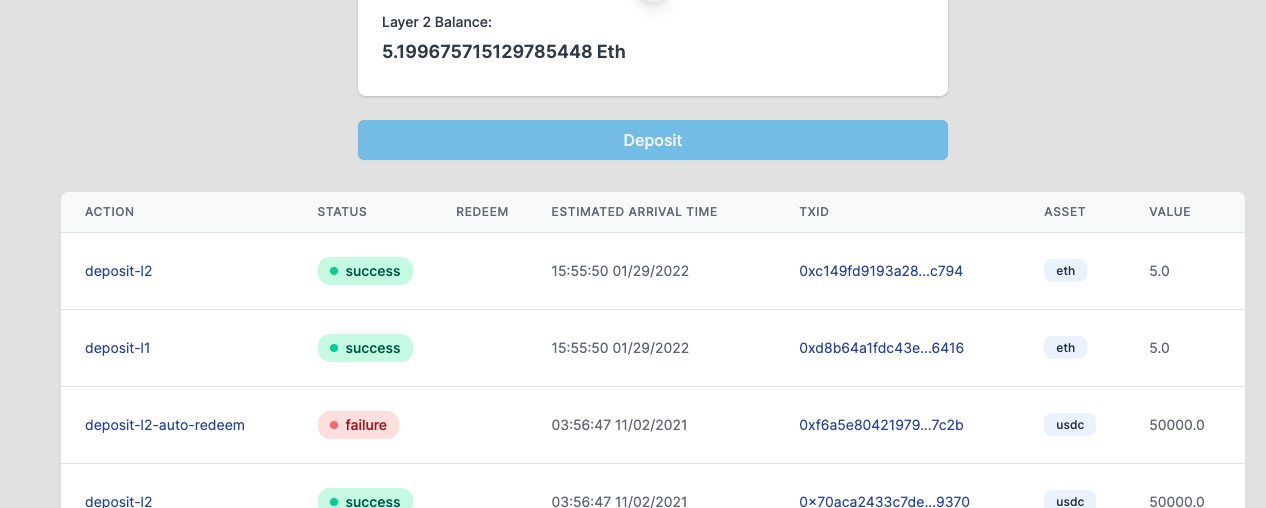 Layer 2 Balance:
5.199675715129785448 Eth
Deposit
ACTION STATUS REDEEM ESTIMATED ARRIVAL TIME TXID ASSET VALUE
deposit-l2 success 15:55:50 01/29/2022 0xc149fd9193a28...c794 eth 5.0
deposit-l1 success 15:55:50 01/29/2022 0xd8b64a1fdc43e...6416 eth 5.0
deposit-l2-auto-redeem failure 03:56:47 11/02/2021 0xf6a5e80421979...7c2b usdc 50000.0
deposit-l2 success 03:56:47 11/02/2021 0x70aca2433c7de...9370 usdc 50000.0